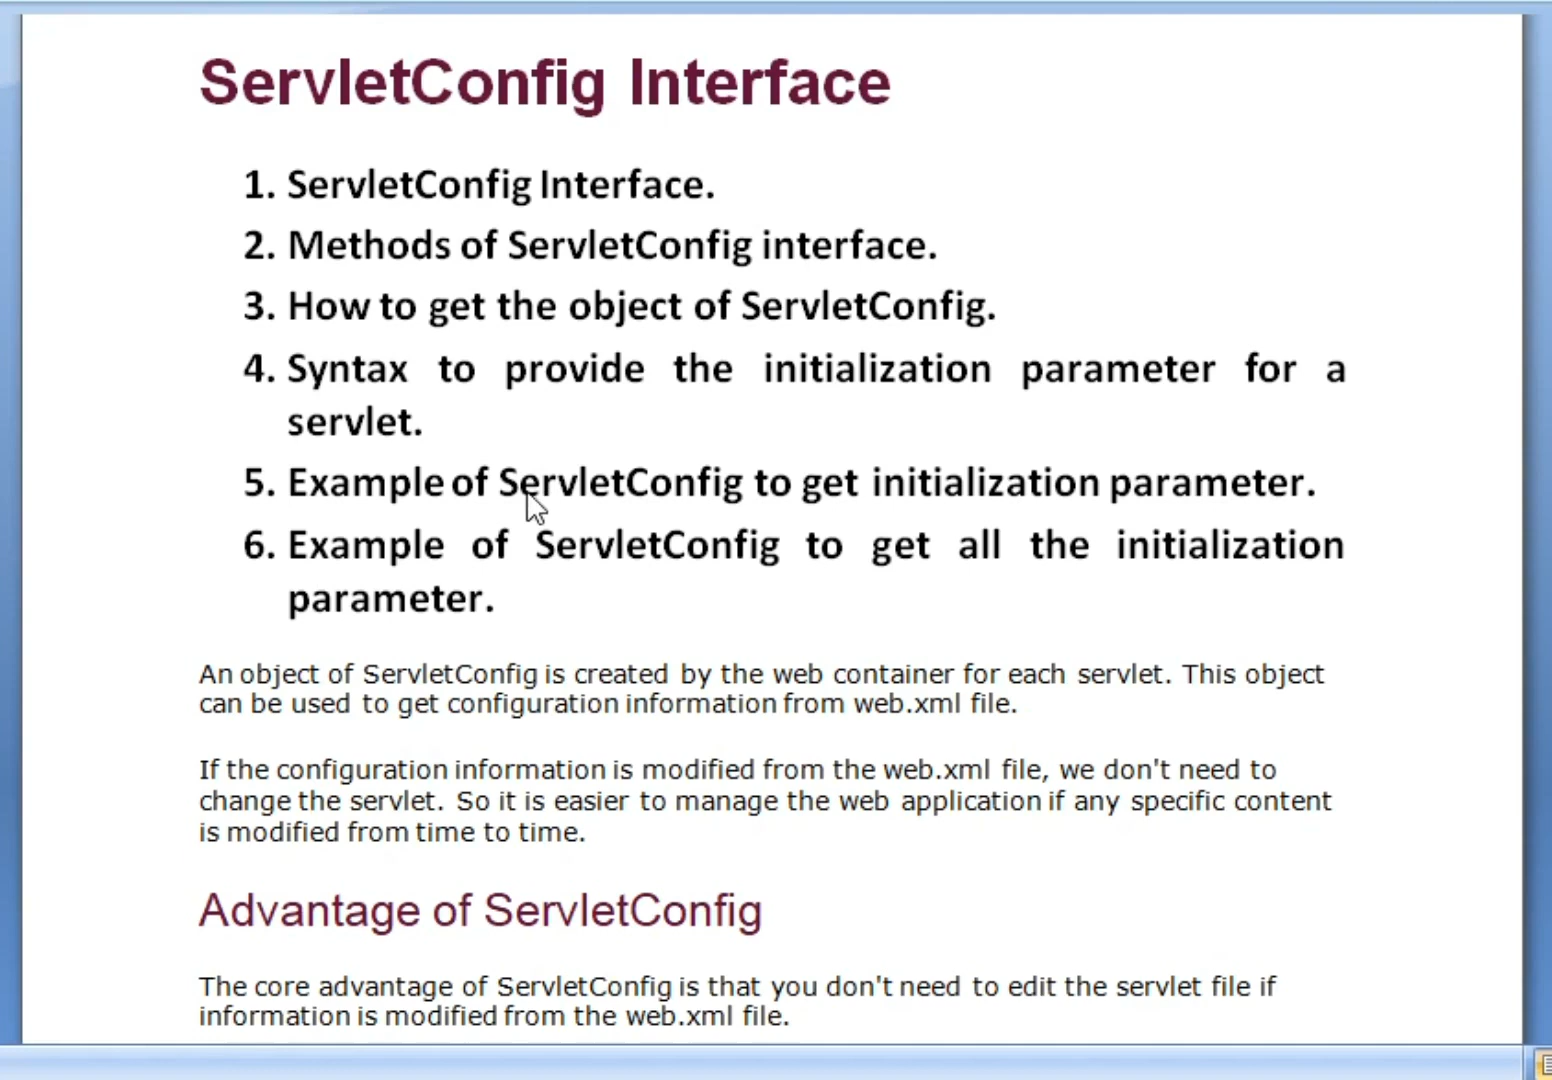 ServletConfig Interface
1. ServletConfig Interface.
2. Methods of ServletConfig interface.
3. How to get the object of ServletConfig.
4. Syntax to provide the initialization parameter for a
servlet.
5. Example of ServletConfig to get initialization parameter.
6. Example of ServletConfig to get all the initialization
parameter.
An object of ServletConfig is created by the web container for each servlet. This object
can be used to get configuration information from web.xml file.
If the configuration information is modified from the web.xml file, we don't need to
change the servlet. So it is easier to manage the web application if any specific content
is modified from time to time.
Advantage of ServletConfig
The core advantage of ServletConfig is that you don't need to edit the servlet file if
information is modified from the web.xml file.